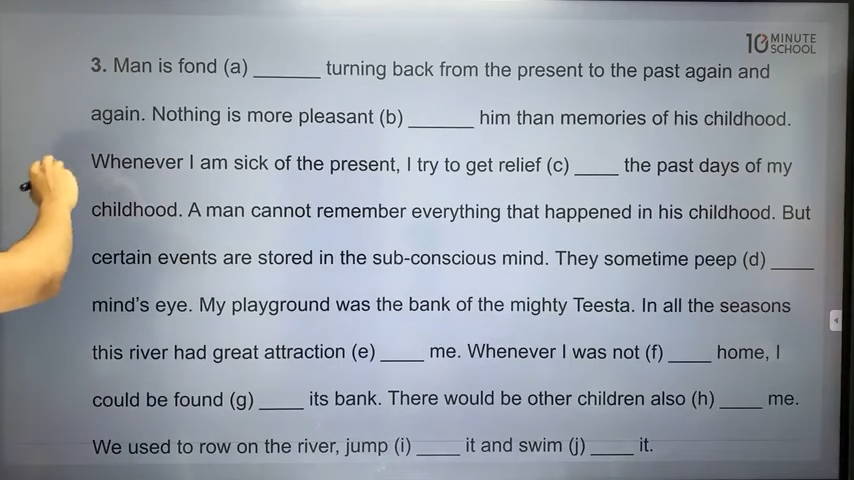 10 MINUTE SCHOOL
3. Man is fond (a) ______ turning back from the present to the past again and
again. Nothing is more pleasant (b) ______ him than memories of his childhood.
Whenever I am sick of the present, I try to get relief (c) ____ the past days of my
childhood. A man cannot remember everything that happened in his childhood. But
certain events are stored in the sub-conscious mind. They sometime peep (d) ____
mind's eye. My playground was the bank of the mighty Teesta. In all the seasons
this river had great attraction (e) ____ me. Whenever I was not (f) ____ home, I
could be found (g) ____ its bank. There would be other children also (h) ____ me.
We used to row on the river, jump (i) ____ it and swim (j) ____ it.